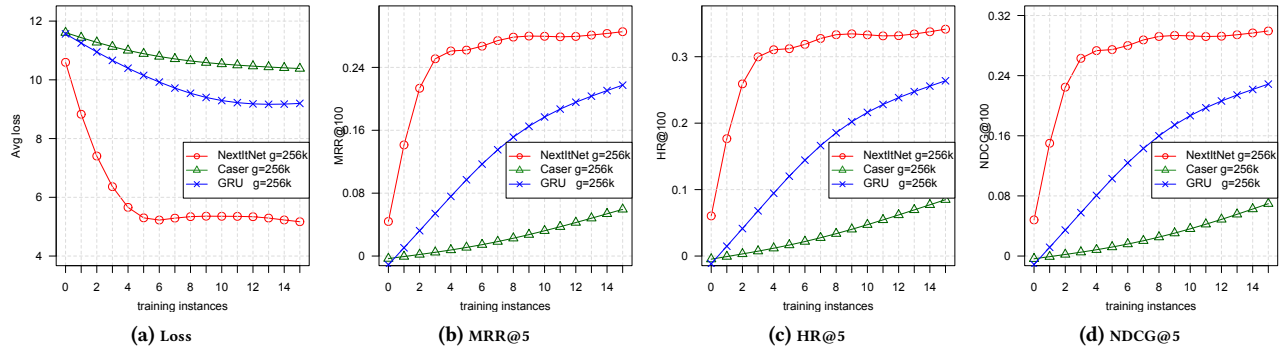 Avg loss
12
10
8
6
4
NextItNet g=256k
Caser g=256k
GRU g=256k
0 2 4 6 8 10 12 14
training instances
(a) Loss
MRR@100
0.24
0.16
0.08
0
NextItNet g=256k
Caser g=256k
GRU g=256k
0 2 4 6 8 10 12 14
training instances
(b) MRR@5
HR@100
0.3
0.2
0.1
0
NextItNet g=256k
Caser g=256k
GRU g=256k
0 2 4 6 8 10 12 14
training instances
(c) HR@5
NDCG@100
0.32
0.24
0.16
0.08
0
NextItNet g=256k
Caser g=256k
GRU g=256k
0 2 4 6 8 10 12 14
training instances
(d) NDCG@5